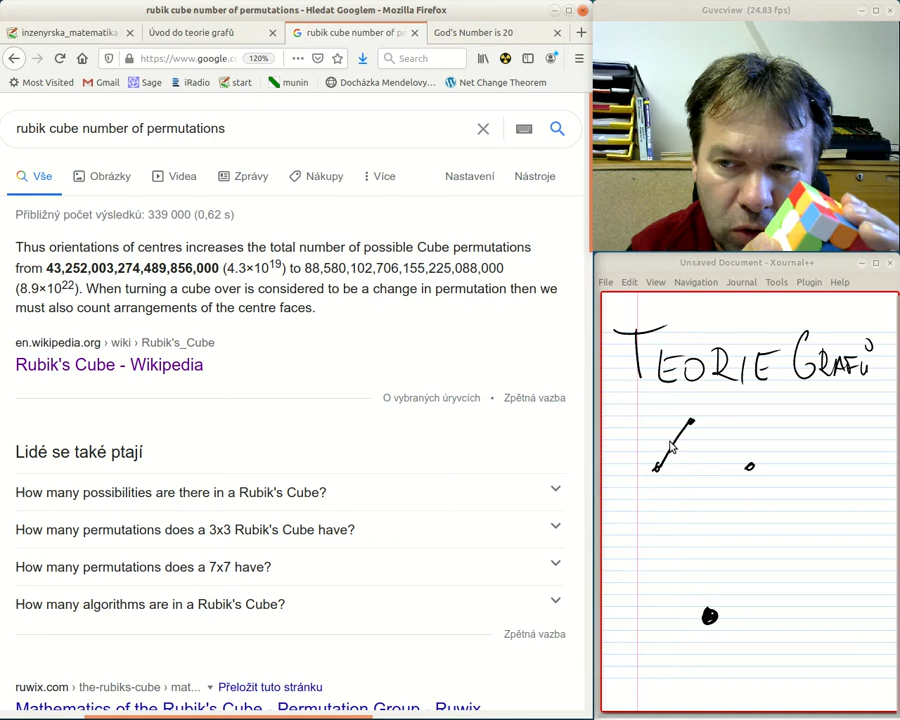 rubik cube number of permutations - Hledat Googlem - Mozilla Firefox
inzenyrska_matematika
Úvod do teorie grafů
rubik cube number of pe
God's Number is 20
https://www.google.c
120%
Search
Most Visited
Gmail
Sage
iRadio
start
munin
Docházka Mendelovy...
Net Change Theorem
rubik cube number of permutations
Vše
Obrázky
Videa
Zprávy
Nákupy
Více
Nastavení
Nástroje
Přibližný počet výsledků: 339 000 (0,62 s)
Thus orientations of centres increases the total number of possible Cube permutations
from 43,252,003,274,489,856,000 (4.3×10¹⁹) to 88,580,102,706,155,225,088,000
(8.9×10²²). When turning a cube over is considered to be a change in permutation then we
must also count arrangements of the centre faces.
en.wikipedia.org › wiki › Rubik's_Cube
Rubik's Cube - Wikipedia
O vybraných úryvcích • Zpětná vazba
Lidé se také ptají
How many possibilities are there in a Rubik's Cube?
How many permutations does a 3x3 Rubik's Cube have?
How many permutations does a 7x7 have?
How many algorithms are in a Rubik's Cube?
Zpětná vazba
ruwix.com › the-rubiks-cube › mat... Přeložit tuto stránku
Mathematics of the Rubik's Cube - Permutation Group - Ruwix
Guvcview (24.83 fps)
Unsaved Document - Xournal++
File Edit View Navigation Journal Tools Plugin Help
TEORIE GRAFŮ